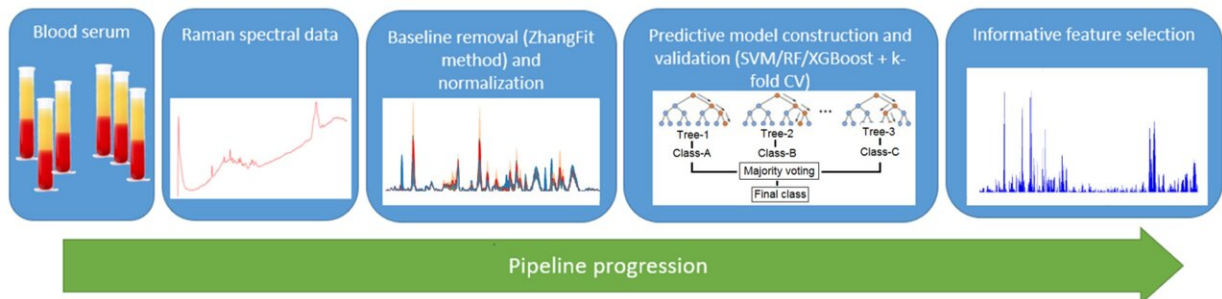 Blood serum
Raman spectral data
Baseline removal (ZhangFit
method) and
normalization
Predictive model construction and
validation (SVM/RF/XGBoost + k-
fold CV)
Tree-1
Tree-2
...
Tree-3
Class-A
Class-B
Class-C
Majority voting
Final class
Informative feature selection
Pipeline progression